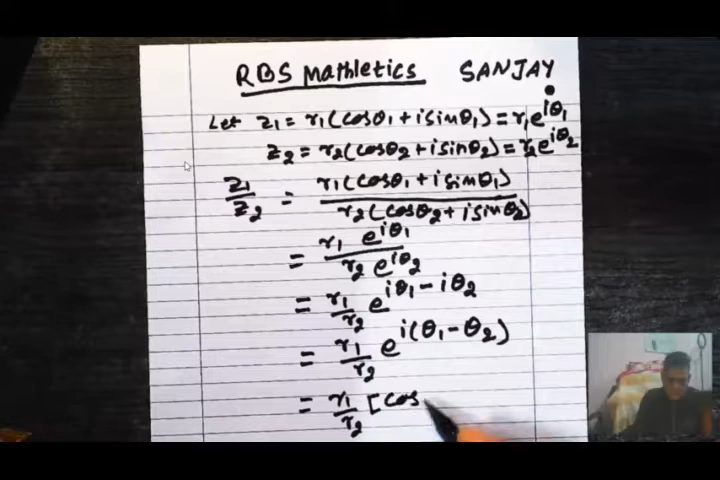 RBS Mathletics SANJAY
Let z₁ = r₁(cosθ₁ + i sinθ₁) = r₁e^{iθ₁}
z₂ = r₂(cosθ₂ + i sinθ₂) = r₂e^{iθ₂}
z₁/z₂ = r₁(cosθ₁ + i sinθ₁) / r₂(cosθ₂ + i sinθ₂)
= r₁ e^{iθ₁} / r₂ e^{iθ₂}
= r₁/r₂ e^{iθ₁ - iθ₂}
= r₁/r₂ e^{i(θ₁ - θ₂)}
= r₁/r₂ [cos